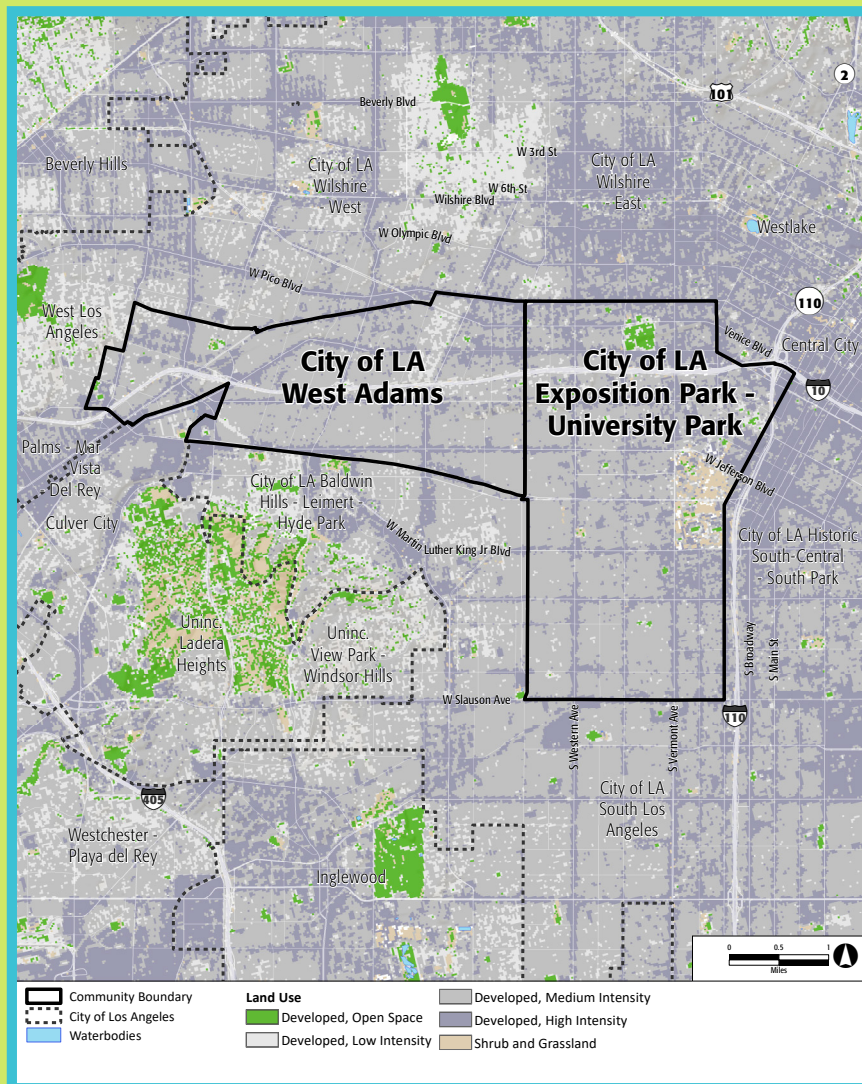 2
101
Beverly Blvd
W 3rd St
Beverly Hills
City of LA
Wilshire
- West
City of LA
Wilshire
- East
W 6th St
Wilshire Blvd
Westlake
W Olympic Blvd
W Pico Blvd
West Los
Angeles
110
Venice Blvd
Central City
City of LA
West Adams
City of LA
Exposition Park -
University Park
10
Palms - Mar
Vista
Del Rey
Culver City
City of LA Baldwin
Hills - Leimert -
Hyde Park
W Jefferson Blvd
W Martin Luther King Jr Blvd
City of LA Historic
South-Central
- South Park
Uninc.
Ladera
Heights
Uninc.
View Park -
Windsor Hills
S Broadway
S Main St
W Slauson Ave
110
S Western Ave
S Vermont Ave
405
City of LA
South Los
Angeles
Westchester -
Playa del Rey
Inglewood
0 0.5 1
Miles
Community Boundary
City of Los Angeles
Waterbodies
Land Use
Developed, Open Space
Developed, Low Intensity
Developed, Medium Intensity
Developed, High Intensity
Shrub and Grassland